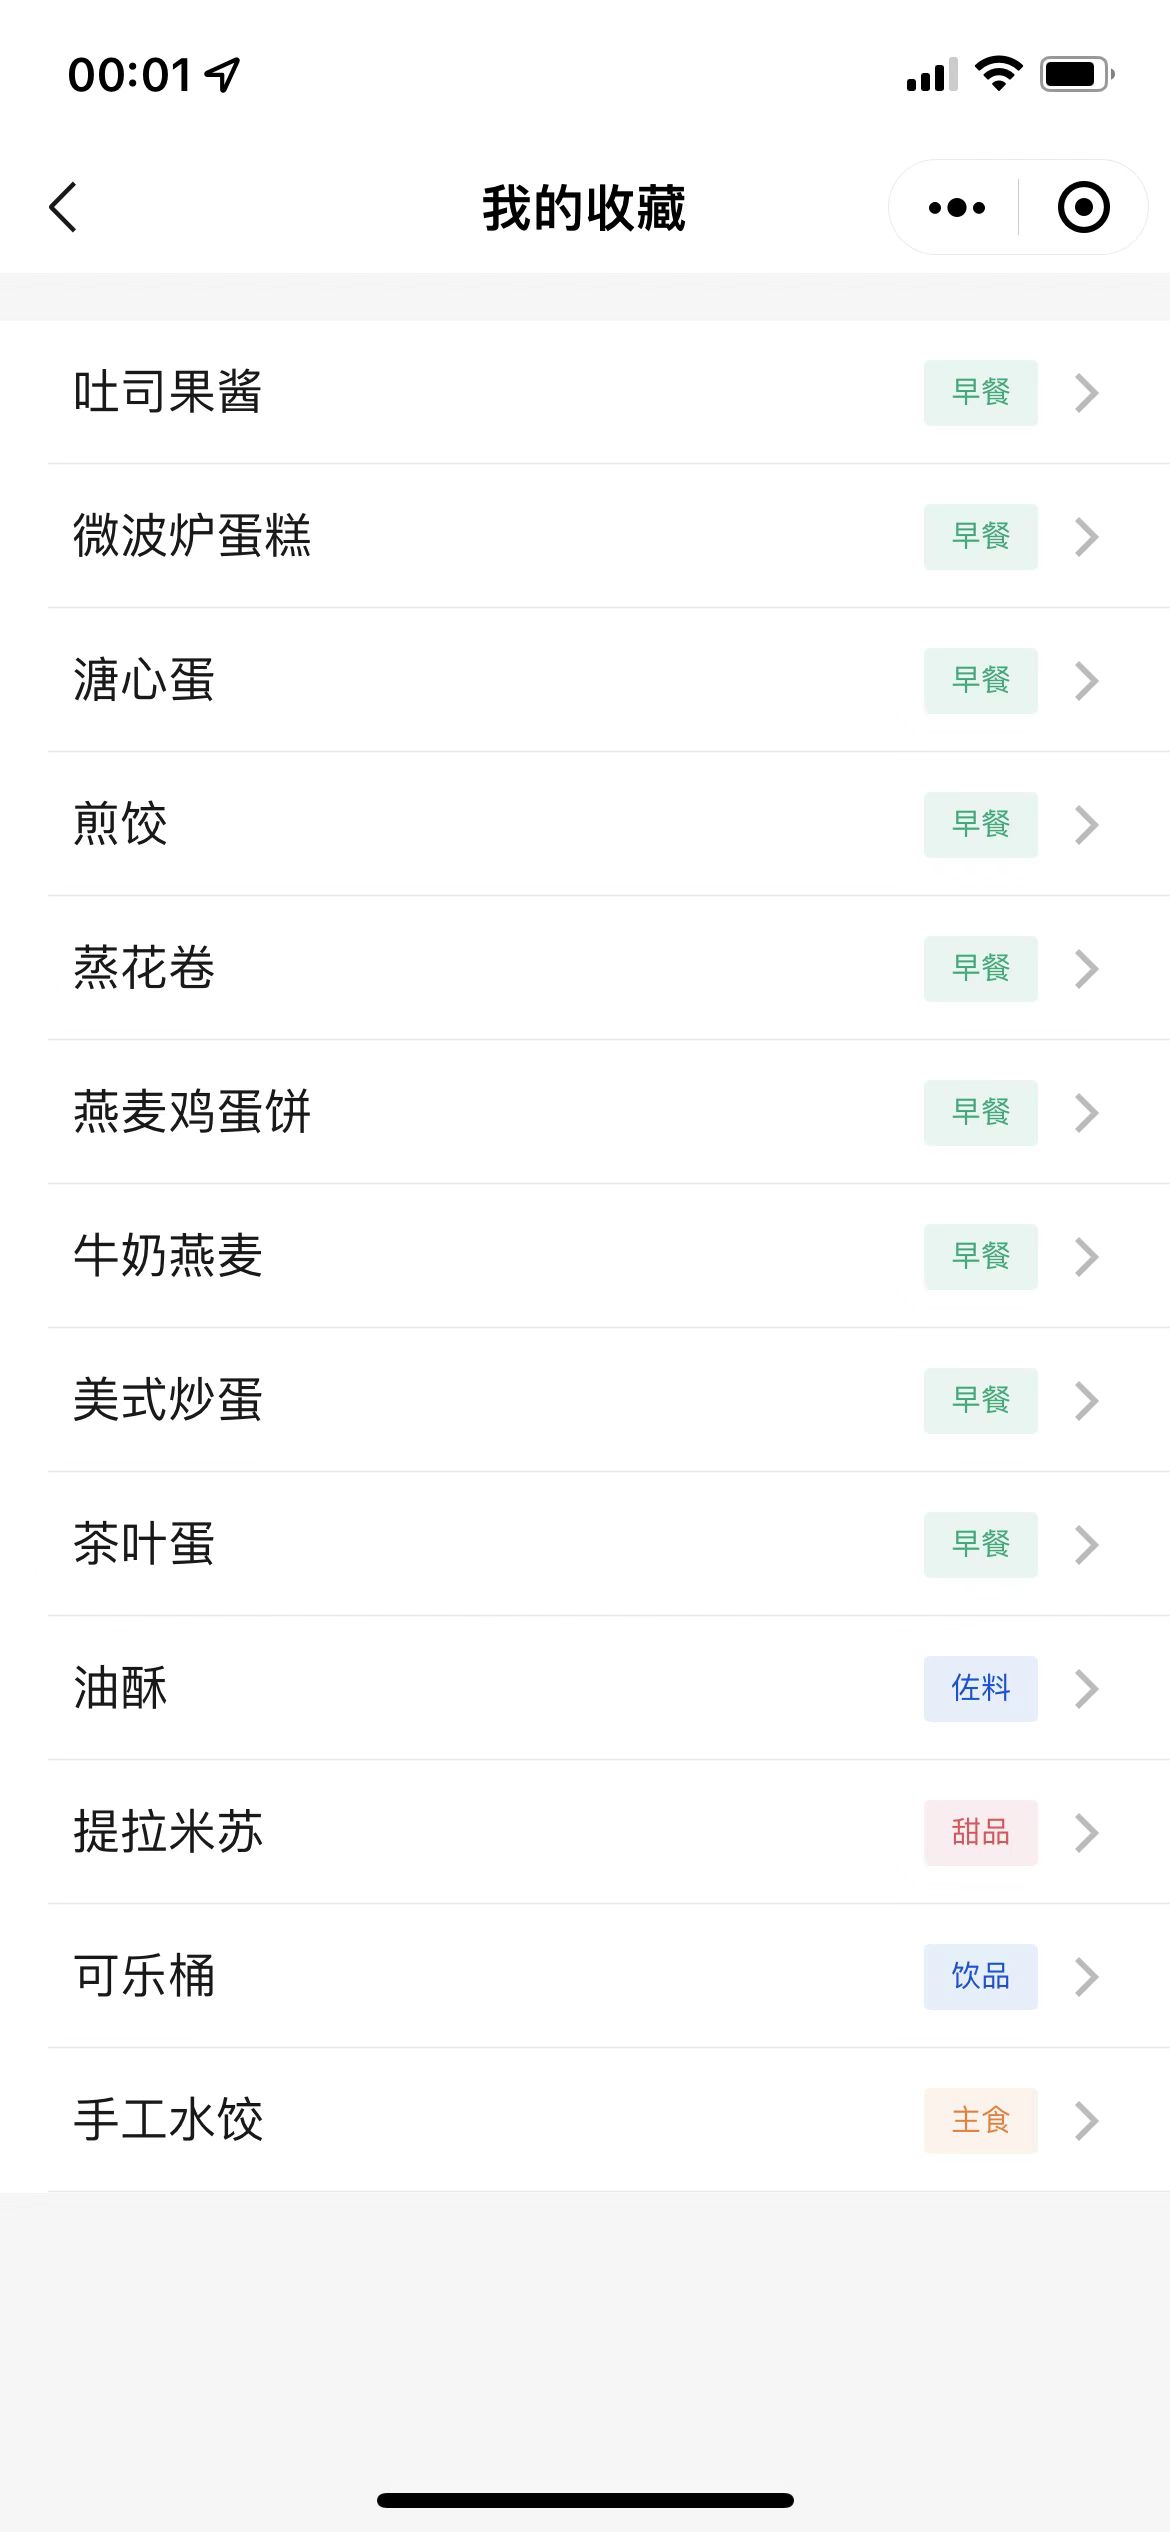 00:01
我的收藏
吐司果酱 早餐
微波炉蛋糕 早餐
溏心蛋 早餐
煎饺 早餐
蒸花卷 早餐
燕麦鸡蛋饼 早餐
牛奶燕麦 早餐
美式炒蛋 早餐
茶叶蛋 早餐
油酥 佐料
提拉米苏 甜品
可乐桶 饮品
手工水饺 主食